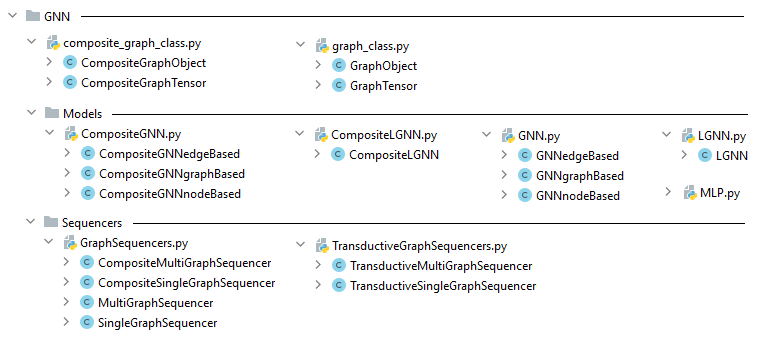 GNN
composite_graph_class.py
CompositeGraphObject
CompositeGraphTensor
graph_class.py
GraphObject
GraphTensor
Models
CompositeGNN.py
CompositeGNNedgeBased
CompositeGNNgraphBased
CompositeGNNnodeBased
CompositeLGNN.py
CompositeLGNN
GNN.py
GNNedgeBased
GNNgraphBased
GNNnodeBased
LGNN.py
LGNN
MLP.py
Sequencers
GraphSequencers.py
CompositeMultiGraphSequencer
CompositeSingleGraphSequencer
MultiGraphSequencer
SingleGraphSequencer
TransductiveGraphSequencers.py
TransductiveMultiGraphSequencer
TransductiveSingleGraphSequencer